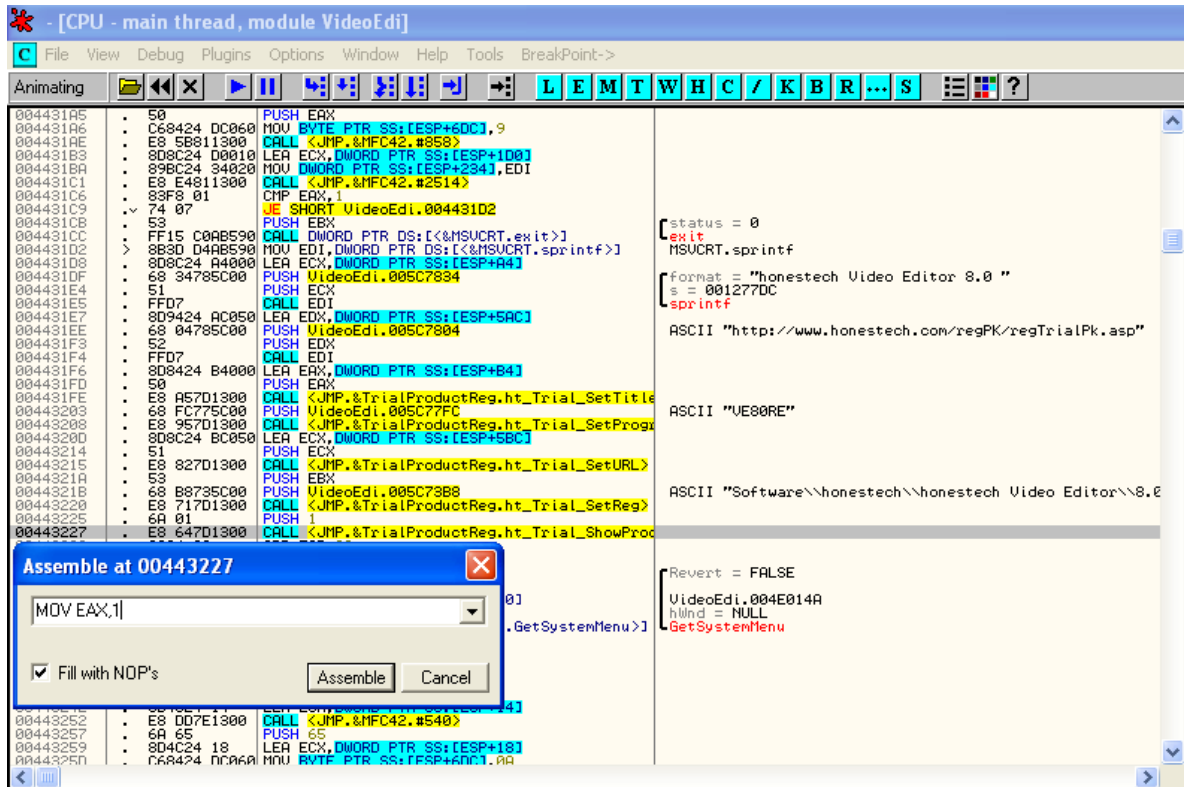 - [CPU - main thread, module VideoEdi]
C File View Debug Plugins Options Window Help Tools BreakPoint->
Animating L E M T W H C / K B R ... S ?
004431A5 . 50 PUSH EAX
004431A6 . C68424 DC060 MOV BYTE PTR SS:[ESP+6DC],9
004431AE . E8 5B811300 CALL <JMP.&MFC42.#858>
004431B3 . 8D8C24 D0010 LEA ECX,DWORD PTR SS:[ESP+1D0]
004431BA . 89BC24 34020 MOV DWORD PTR SS:[ESP+234],EDI
004431C1 . E8 E4811300 CALL <JMP.&MFC42.#2514>
004431C6 . 83F8 01 CMP EAX,1
004431C9 .v 74 07 JE SHORT VideoEdi.004431D2
004431CB . 53 PUSH EBX status = 0
004431CC . FF15 C0AB590 CALL DWORD PTR DS:[<&MSVCRT.exit>] exit
004431D2 > 8B3D D4AB590 MOV EDI,DWORD PTR DS:[<&MSVCRT.sprintf>] MSVCRT.sprintf
004431D8 . 8D8C24 A4000 LEA ECX,DWORD PTR SS:[ESP+A4]
004431DF . 68 34785C00 PUSH VideoEdi.005C7834 format = "honestech Video Editor 8.0 "
004431E4 . 51 PUSH ECX s = 001277DC
004431E5 . FFD7 CALL EDI sprintf
004431E7 . 8D9424 AC050 LEA EDX,DWORD PTR SS:[ESP+5AC]
004431EE . 68 04785C00 PUSH VideoEdi.005C7804 ASCII "http://www.honestech.com/regPK/regTrialPk.asp"
004431F3 . 52 PUSH EDX
004431F4 . FFD7 CALL EDI
004431F6 . 8D8424 B4000 LEA EAX,DWORD PTR SS:[ESP+B4]
004431FD . 50 PUSH EAX
004431FE . E8 A57D1300 CALL <JMP.&TrialProductReg.ht_Trial_SetTitle
00443203 . 68 FC775C00 PUSH VideoEdi.005C77FC ASCII "VE80RE"
00443208 . E8 957D1300 CALL <JMP.&TrialProductReg.ht_Trial_SetProgr
0044320D . 8D8C24 BC050 LEA ECX,DWORD PTR SS:[ESP+5BC]
00443214 . 51 PUSH ECX
00443215 . E8 827D1300 CALL <JMP.&TrialProductReg.ht_Trial_SetURL>
0044321A . 53 PUSH EBX
0044321B . 68 B8735C00 PUSH VideoEdi.005C73B8 ASCII "Software\\honestech\\honestech Video Editor\\8.0
00443220 . E8 717D1300 CALL <JMP.&TrialProductReg.ht_Trial_SetReg>
00443225 . 6A 01 PUSH 1
00443227 . E8 647D1300 CALL <JMP.&TrialProductReg.ht_Trial_ShowProd
Assemble at 00443227
Revert = FALSE
MOV EAX,1
0] VideoEdi.004E014A
hWnd = NULL
.GetSystemMenu>] GetSystemMenu
Fill with NOP's Assemble Cancel
00443252 . E8 DD7E1300 CALL <JMP.&MFC42.#540>
00443257 . 6A 65 PUSH 65
00443259 . 8D4C24 18 LEA ECX,DWORD PTR SS:[ESP+18]
0044325D . C68424 DC060 MOV BYTE PTR SS:[ESP+6DC],0A